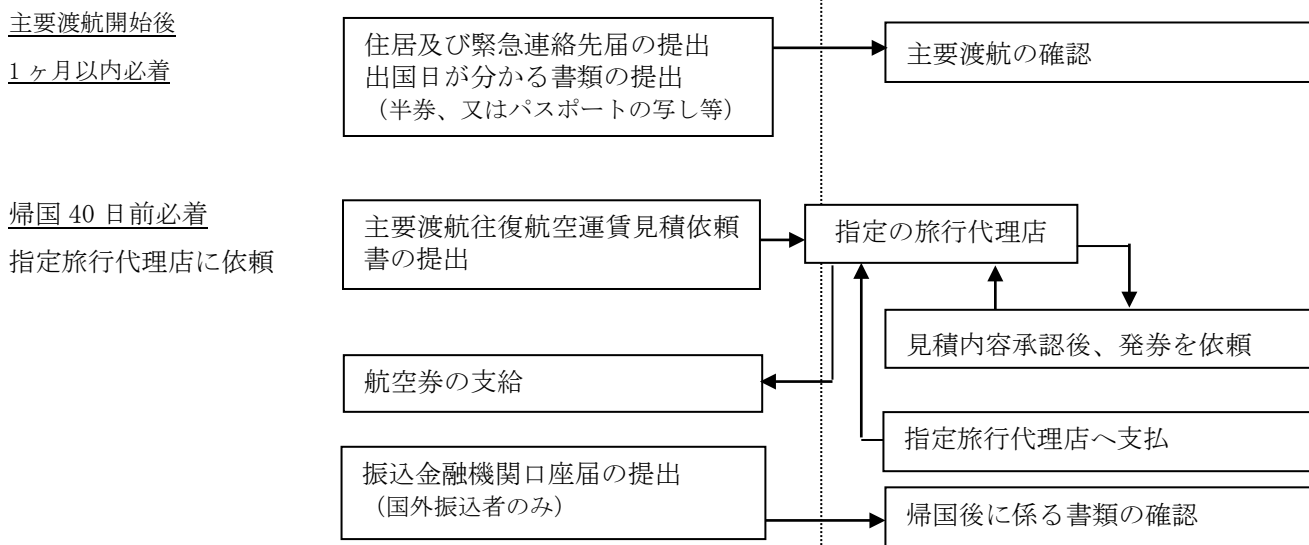 主要渡航開始後
1ヶ月以内必着
住居及び緊急連絡先届の提出
出国日が分かる書類の提出
（半券、又はパスポートの写し等）
主要渡航の確認
帰国 40 日前必着
指定旅行代理店に依頼
主要渡航往復航空運賃見積依頼
書の提出
指定の旅行代理店
見積内容承認後、発券を依頼
航空券の支給
指定旅行代理店へ支払
振込金融機関口座届の提出
（国外振込者のみ）
帰国後に係る書類の確認